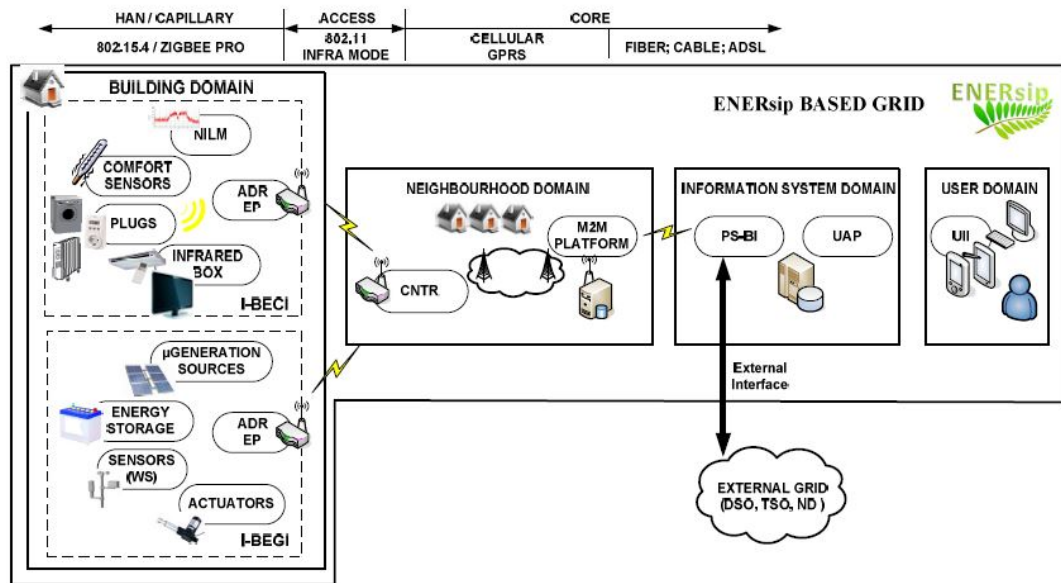 HAN / CAPILLARY
ACCESS
CORE
802.15.4 / ZIGBEE PRO
802.11
INFRA MODE
CELLULAR
GPRS
FIBER; CABLE; ADSL
BUILDING DOMAIN
NILM
COMFORT
SENSORS
PLUGS
ADR
EP
INFRARED
BOX
I-BECI
µGENERATION
SOURCES
ENERGY
STORAGE
ADR
EP
SENSORS
(WS)
ACTUATORS
I-BEGI
ENERsip BASED GRID
ENERsip
NEIGHBOURHOOD DOMAIN
M2M
PLATFORM
CNTR
INFORMATION SYSTEM DOMAIN
PS-BI
UAP
USER DOMAIN
UII
External
Interface
EXTERNAL GRID
(DSO, TSO, ND )